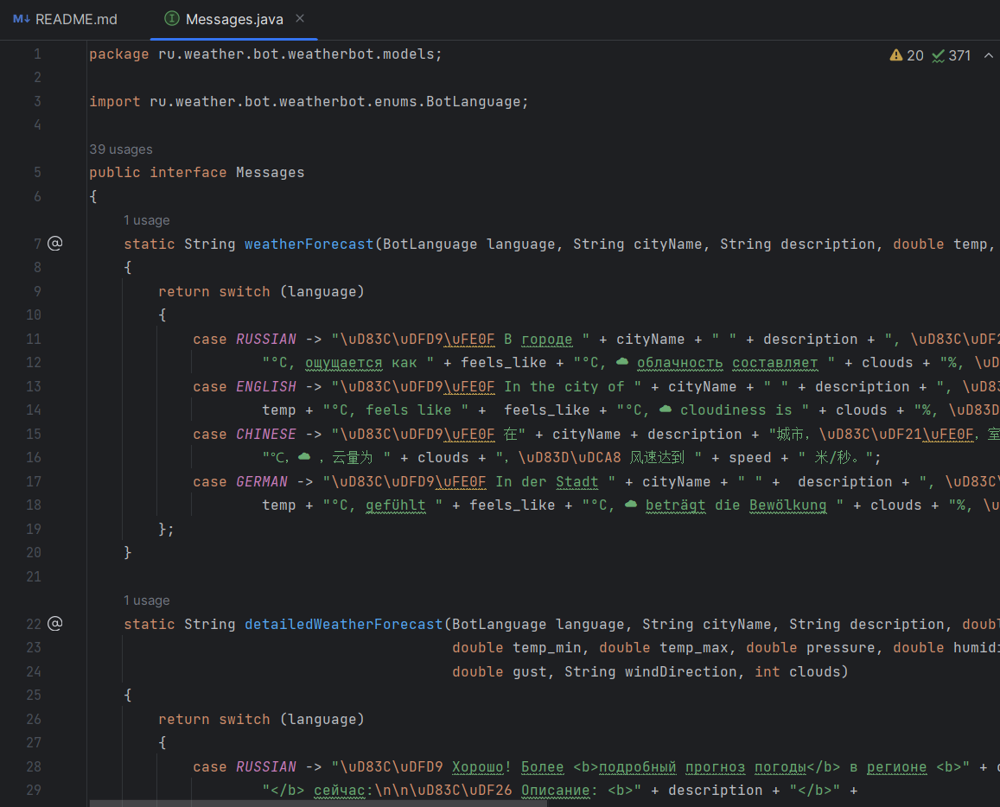 M↓ README.md Messages.java ×
1 package ru.weather.bot.weatherbot.models; 20 371
2
3 import ru.weather.bot.weatherbot.enums.BotLanguage;
4
39 usages
5 public interface Messages
6 {
1 usage
7 @ static String weatherForecast(BotLanguage language, String cityName, String description, double temp,
8 {
9 return switch (language)
10 {
11 case RUSSIAN -> "\uD83C\uDFD9\uFE0F В городе " + cityName + " " + description + ", \uD83C\uDF2
12 "°C, ощущается как " + feels_like + "°C, ☁ облачность составляет " + clouds + "%, \uD
13 case ENGLISH -> "\uD83C\uDFD9\uFE0F In the city of " + cityName + " " + description + ", \uD83
14 temp + "°C, feels like " + feels_like + "°C, ☁ cloudiness is " + clouds + "%, \uD83D
15 case CHINESE -> "\uD83C\uDFD9\uFE0F 在" + cityName + description + "城市，\uD83C\uDF21\uFE0F，室
16 "℃，☁ ，云量为 " + clouds + "，\uD83D\uDCA8 风速达到 " + speed + " 米/秒。";
17 case GERMAN -> "\uD83C\uDFD9\uFE0F In der Stadt " + cityName + " " + description + ", \uD83C
18 temp + "°C, gefühlt " + feels_like + "°C, ☁ beträgt die Bewölkung " + clouds + "%, \u
19 };
20 }
21
1 usage
22 @ static String detailedWeatherForecast(BotLanguage language, String cityName, String description, doubl
23 double temp_min, double temp_max, double pressure, double humid
24 double gust, String windDirection, int clouds)
25 {
26 return switch (language)
27 {
28 case RUSSIAN -> "\uD83C\uDFD9 Хорошо! Более <b>подробный прогноз погоды</b> в регионе <b>" + c
29 "</b> сейчас:\n\n\uD83C\uDF26 Описание: <b>" + description + "</b>" +